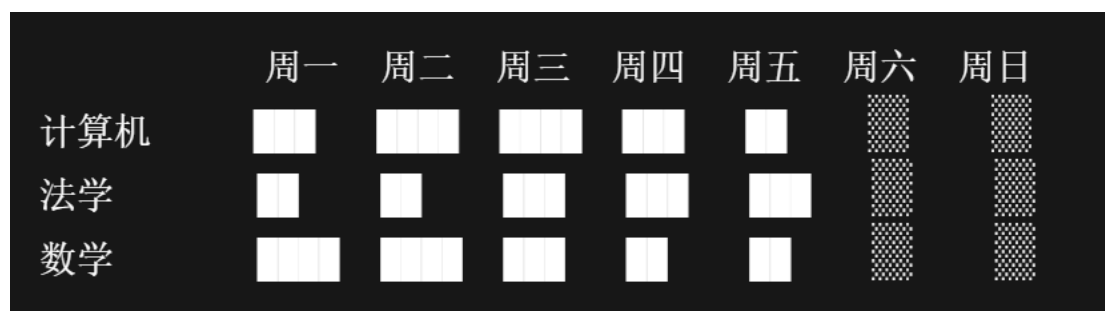 周一 周二 周三 周四 周五 周六 周日
计算机 ███ ████ ████ ███ ██ ▒▒ ▒▒
法学 ██ ██ ███ ███ ███ ▒▒ ▒▒
数学 ████ ████ ███ ██ ██ ▒▒ ▒▒